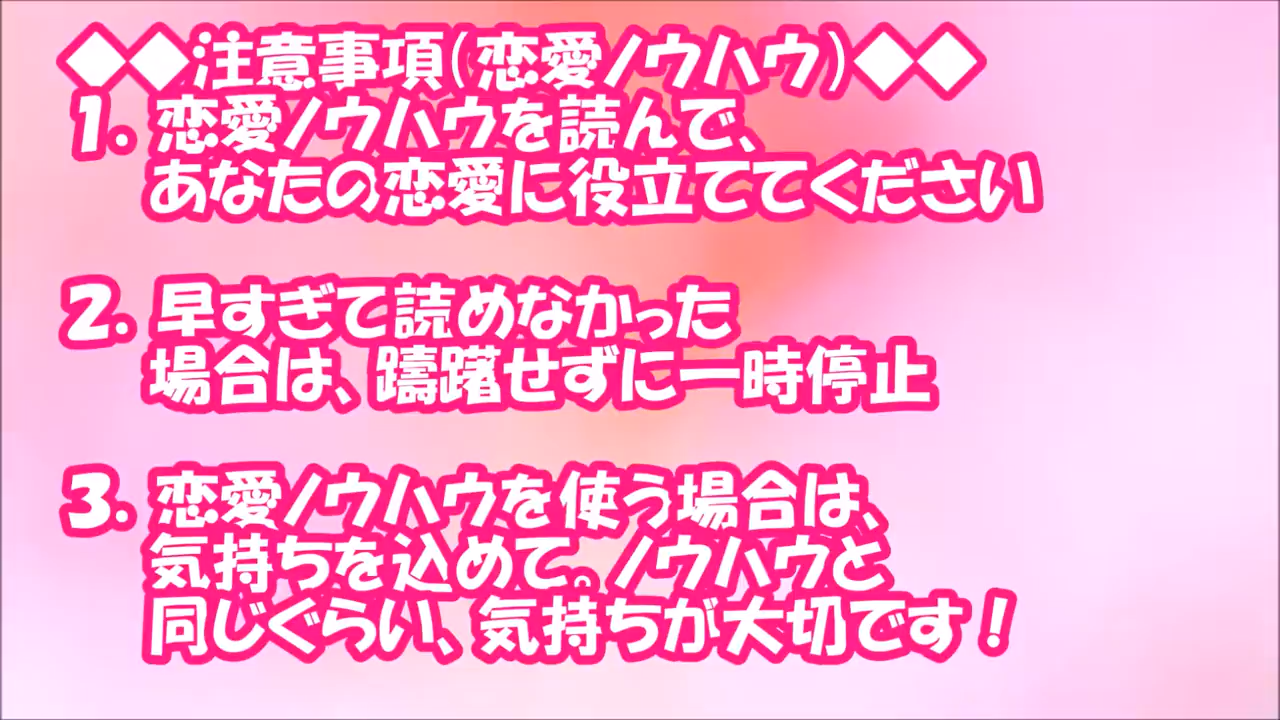 ◆◆注意事項(恋愛ノウハウ)◆◆
1. 恋愛ノウハウを読んで、
あなたの恋愛に役立ててください
2. 早すぎて読めなかった
場合は、躊躇せずに一時停止
3. 恋愛ノウハウを使う場合は、
気持ちを込めて。ノウハウと
同じぐらい、気持ちが大切です！